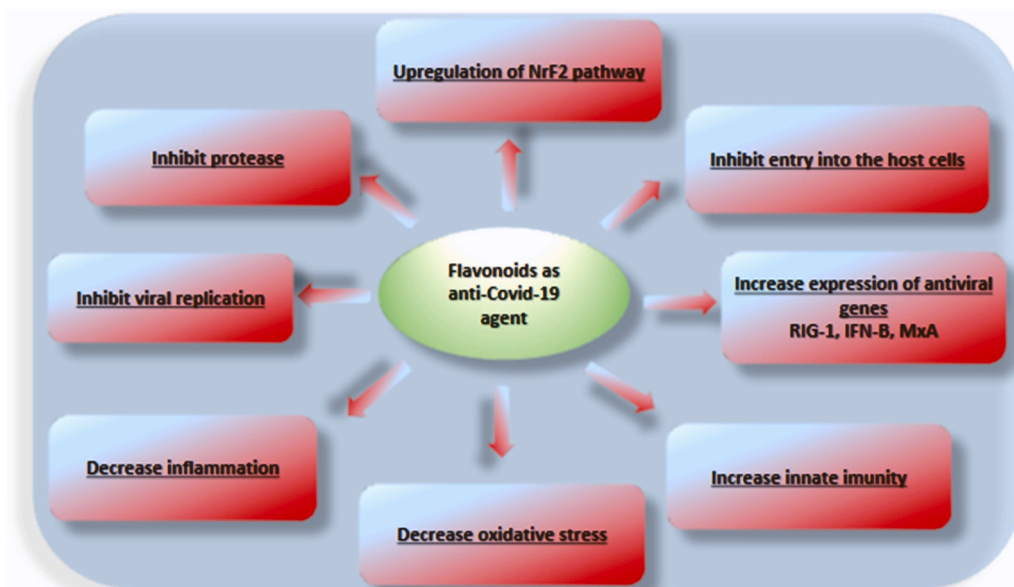 Upregulation of NrF2 pathway
Inhibit protease
Inhibit entry into the host cells
Flavonoids as
anti-Covid-19
agent
Inhibit viral replication
Increase expression of antiviral
genes
RIG-1, IFN-B, MxA
Decrease inflammation
Increase innate imunity
Decrease oxidative stress